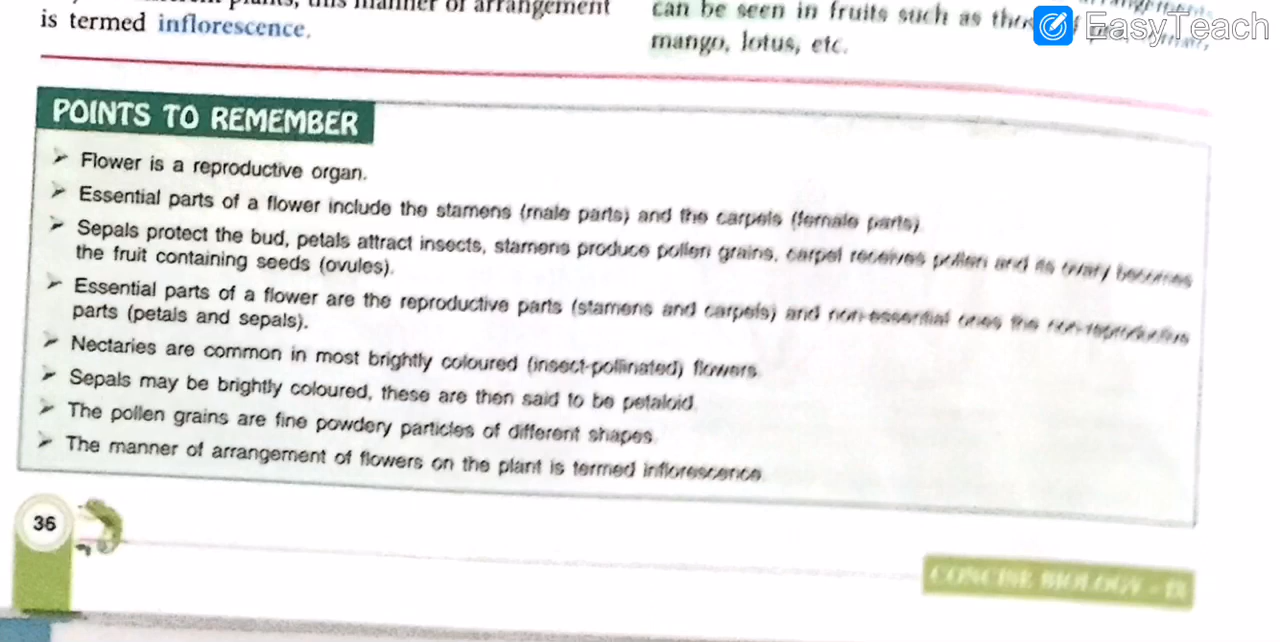 manner of arrangement
is termed inflorescence.
can be seen in fruits such as
mango, lotus, etc.
EasyTeach
POINTS TO REMEMBER
➢ Flower is a reproductive organ.
➢ Essential parts of a flower include the stamens (male parts) and the carpels (female parts).
➢ Sepals protect the bud, petals attract insects, stamens produce pollen grains, carpel receives pollen and its ovary becomes
the fruit containing seeds (ovules).
➢ Essential parts of a flower are the reproductive parts (stamens and carpels) and non-essential ones the non-reproductive
parts (petals and sepals).
➢ Nectaries are common in most brightly coloured (insect-pollinated) flowers.
➢ Sepals may be brightly coloured, these are then said to be petaloid.
➢ The pollen grains are fine powdery particles of different shapes.
➢ The manner of arrangement of flowers on the plant is termed inflorescence.
36
CONCISE BIOLOGY - IX